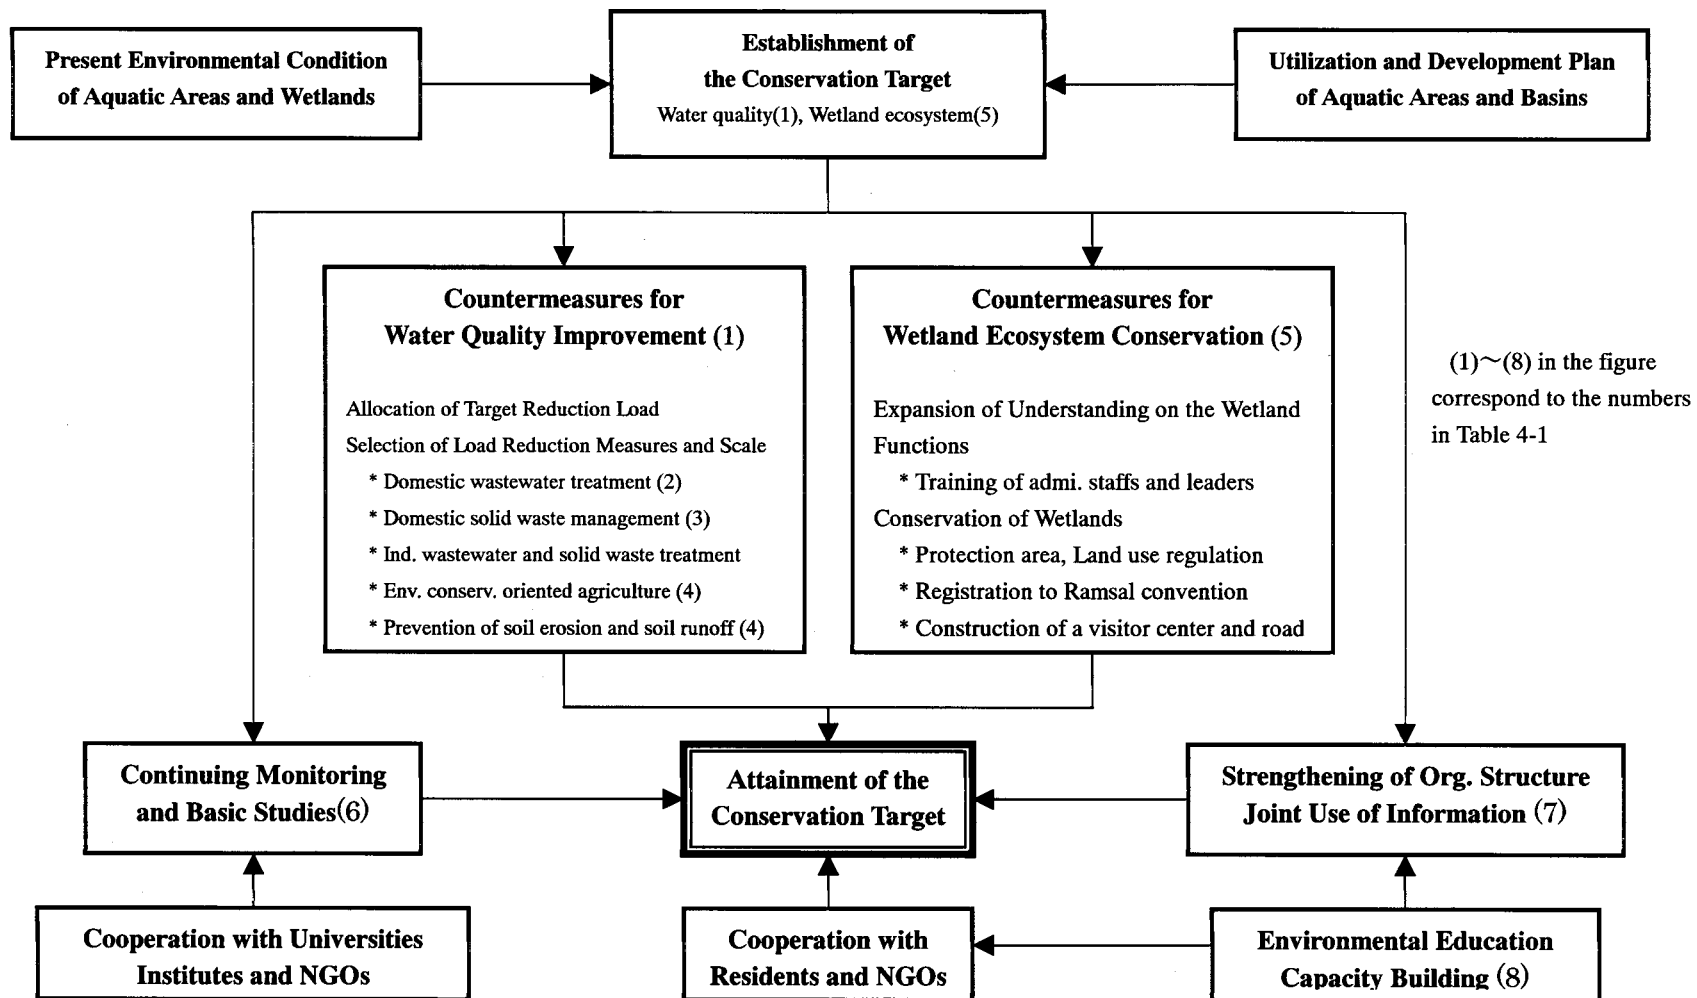 Present Environmental Condition
of Aquatic Areas and Wetlands
Establishment of
the Conservation Target
Water quality(1), Wetland ecosystem(5)
Utilization and Development Plan
of Aquatic Areas and Basins
Countermeasures for
Water Quality Improvement (1)
Allocation of Target Reduction Load
Selection of Load Reduction Measures and Scale
* Domestic wastewater treatment (2)
* Domestic solid waste management (3)
* Ind. wastewater and solid waste treatment
* Env. conserv. oriented agriculture (4)
* Prevention of soil erosion and soil runoff (4)
Countermeasures for
Wetland Ecosystem Conservation (5)
Expansion of Understanding on the Wetland
Functions
* Training of admi. staffs and leaders
Conservation of Wetlands
* Protection area, Land use regulation
* Registration to Ramsal convention
* Construction of a visitor center and road
(1)~(8) in the figure
correspond to the numbers
in Table 4-1
Continuing Monitoring
and Basic Studies(6)
Attainment of the
Conservation Target
Strengthening of Org. Structure
Joint Use of Information (7)
Cooperation with Universities
Institutes and NGOs
Cooperation with
Residents and NGOs
Environmental Education
Capacity Building (8)